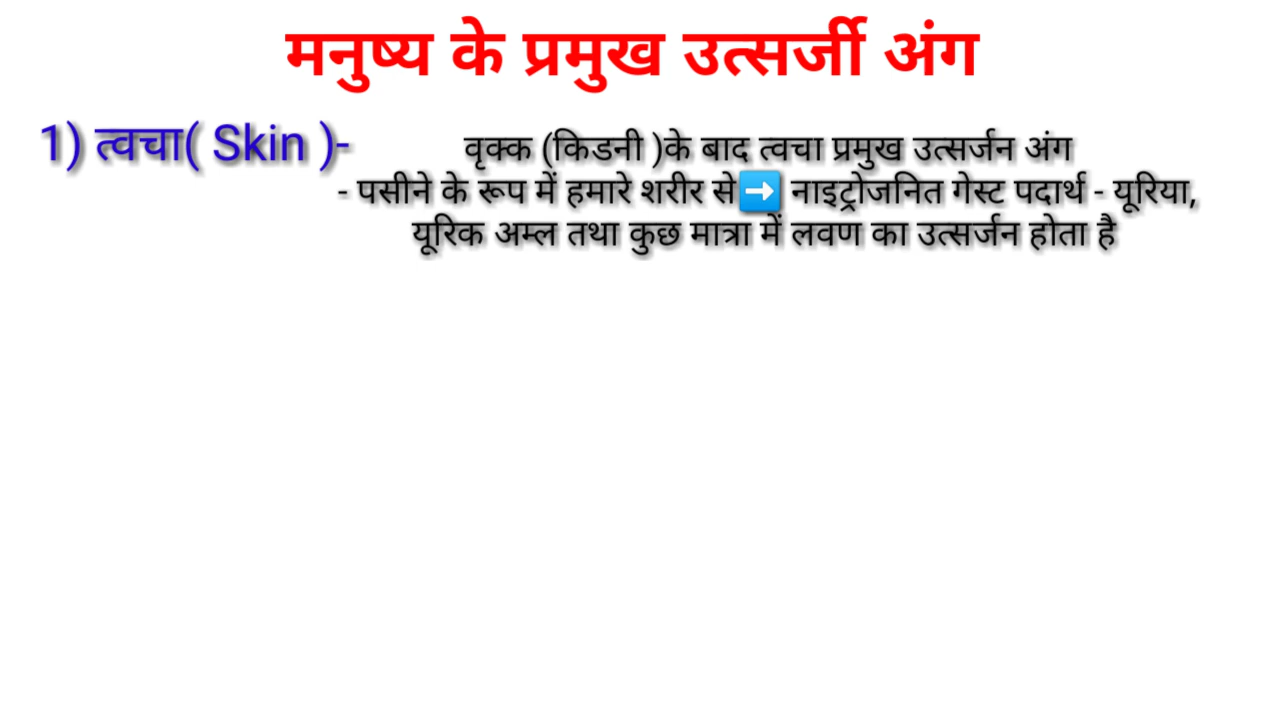 मनुष्य के प्रमुख उत्सर्जी अंग
1) त्वचा( Skin )-
वृक्क (किडनी )के बाद त्वचा प्रमुख उत्सर्जन अंग
- पसीने के रूप में हमारे शरीर से➡️ नाइट्रोजनित गेस्ट पदार्थ - यूरिया,
यूरिक अम्ल तथा कुछ मात्रा में लवण का उत्सर्जन होता है